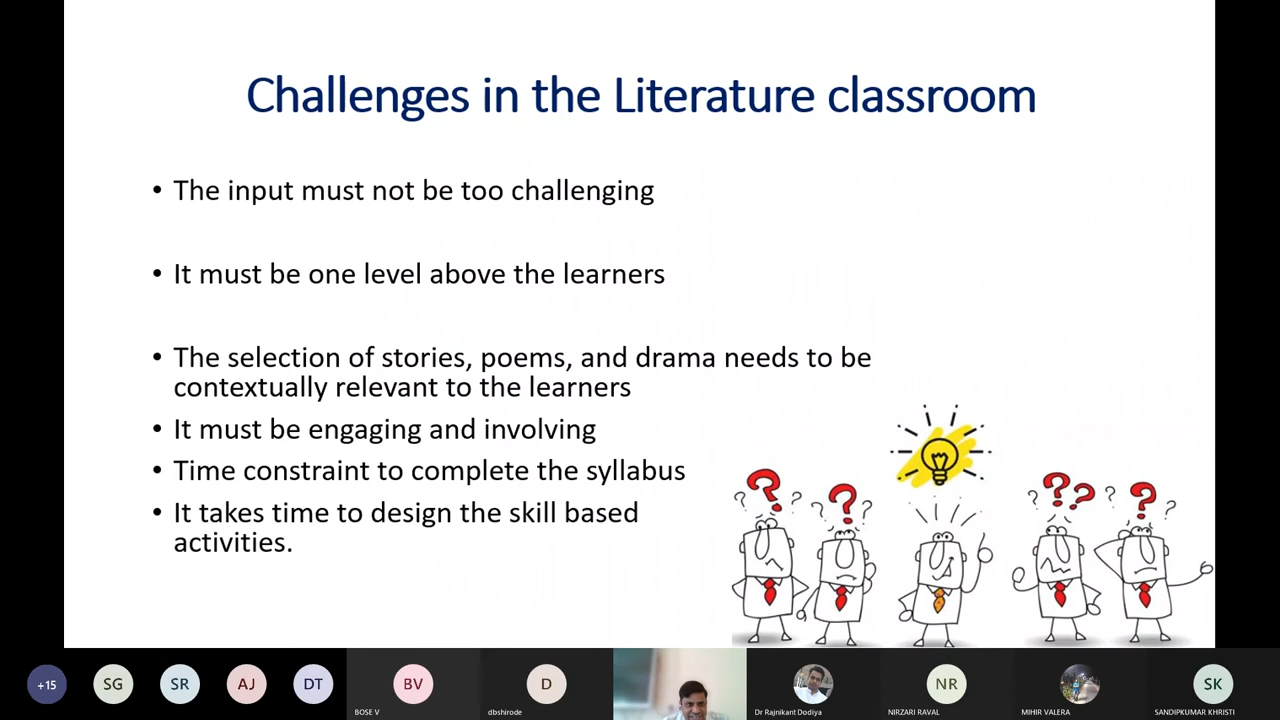 Challenges in the Literature classroom
• The input must not be too challenging
• It must be one level above the learners
• The selection of stories, poems, and drama needs to be
contextually relevant to the learners
• It must be engaging and involving
• Time constraint to complete the syllabus
• It takes time to design the skill based
activities.
? ? ? ? ? ? ? ? ? ? ? ?
+15 SG SR AJ DT BV D NR SK
BOSE V dbshirode Dr Rajnikant Dodiya NIRZARI RAVAL MIHIR VALERA SANDIPKUMAR KHRISTI